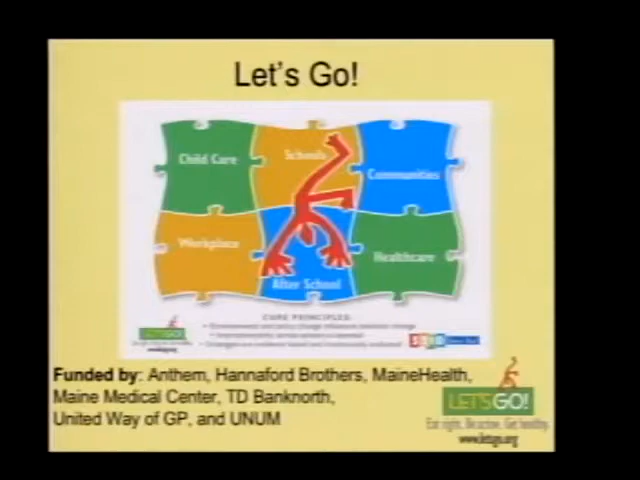 Let's Go!
Child Care
Schools
Communities
Workplace
After School
Healthcare
CORE PRINCIPLES
LET'S GO!
Funded by: Anthem, Hannaford Brothers, MaineHealth,
Maine Medical Center, TD Banknorth,
United Way of GP, and UNUM
LET'S GO!
Eat right. Be active. Get healthy.
www.letsgo.org